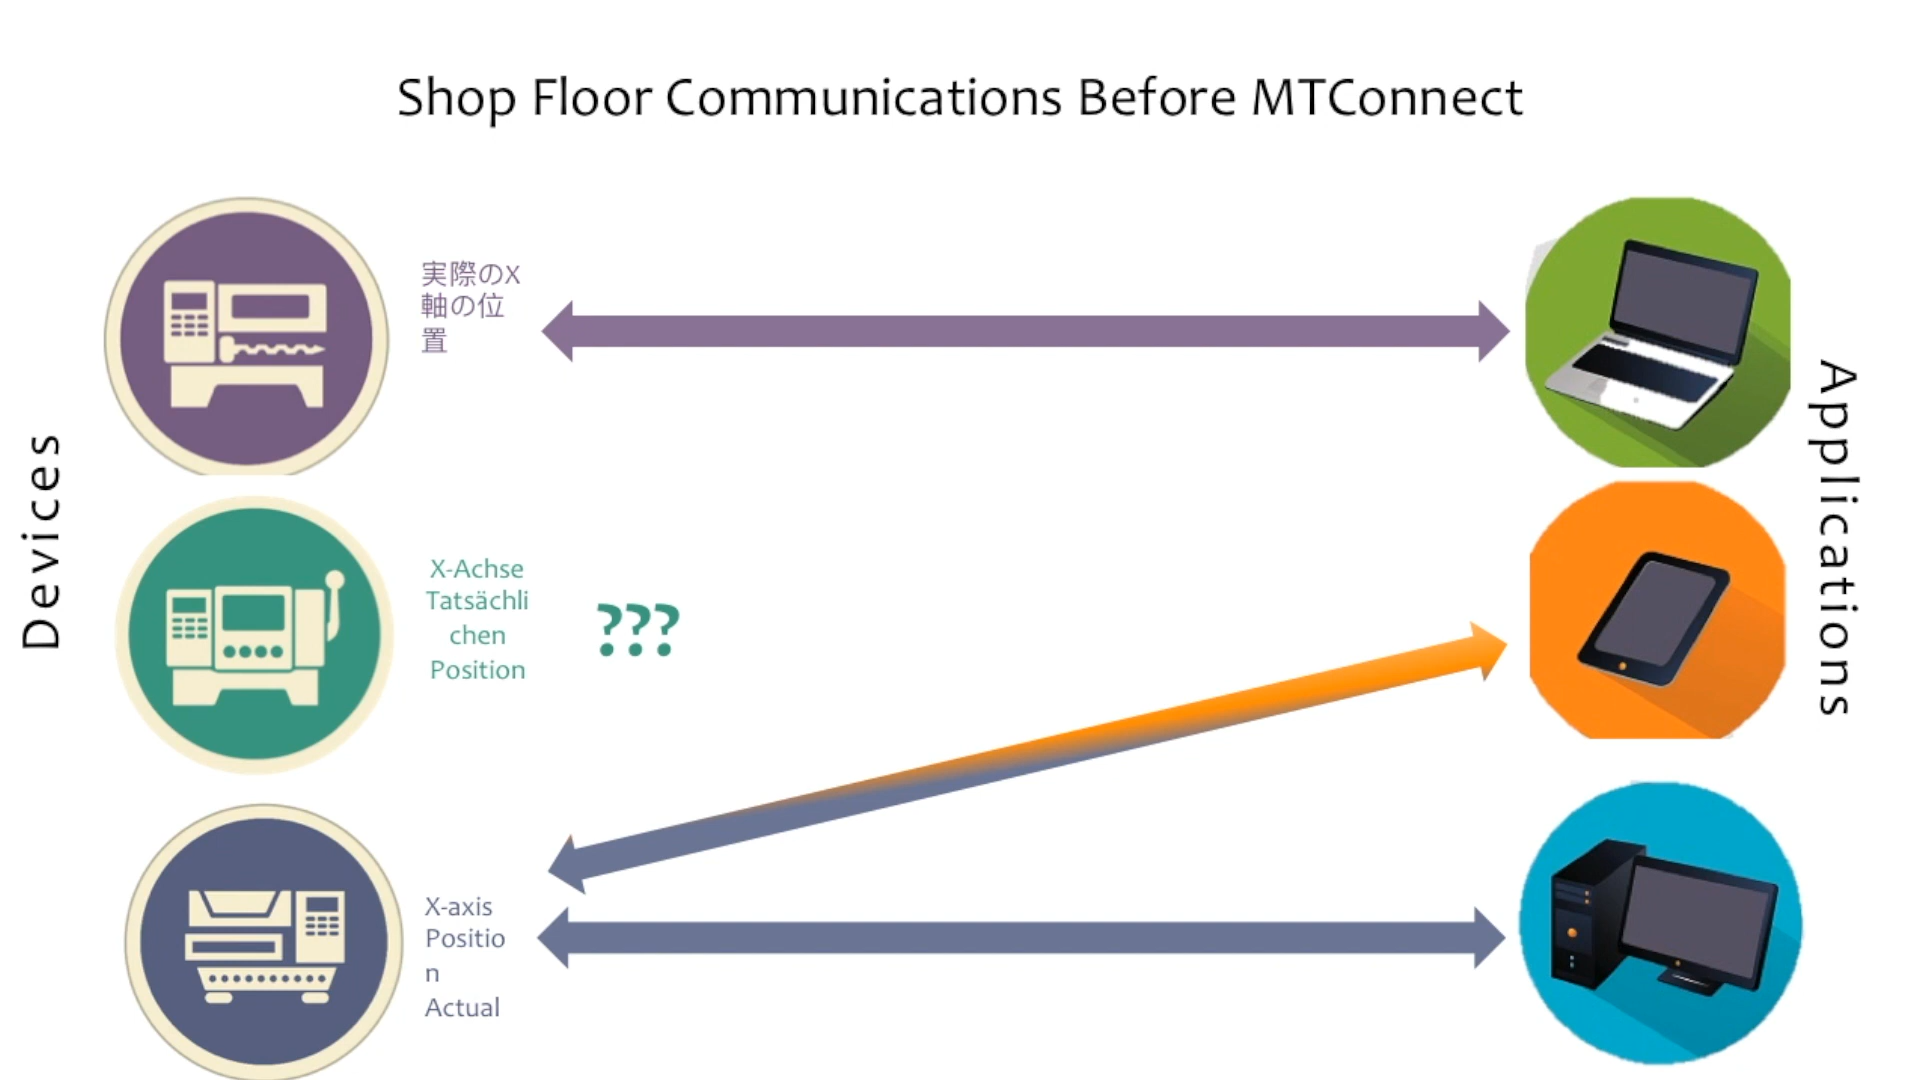 Shop Floor Communications Before MTConnect
Devices
実際のX
軸の位
置
X-Achse
Tatsächli
chen
Position
???
X-axis
Positio
n
Actual
Applications